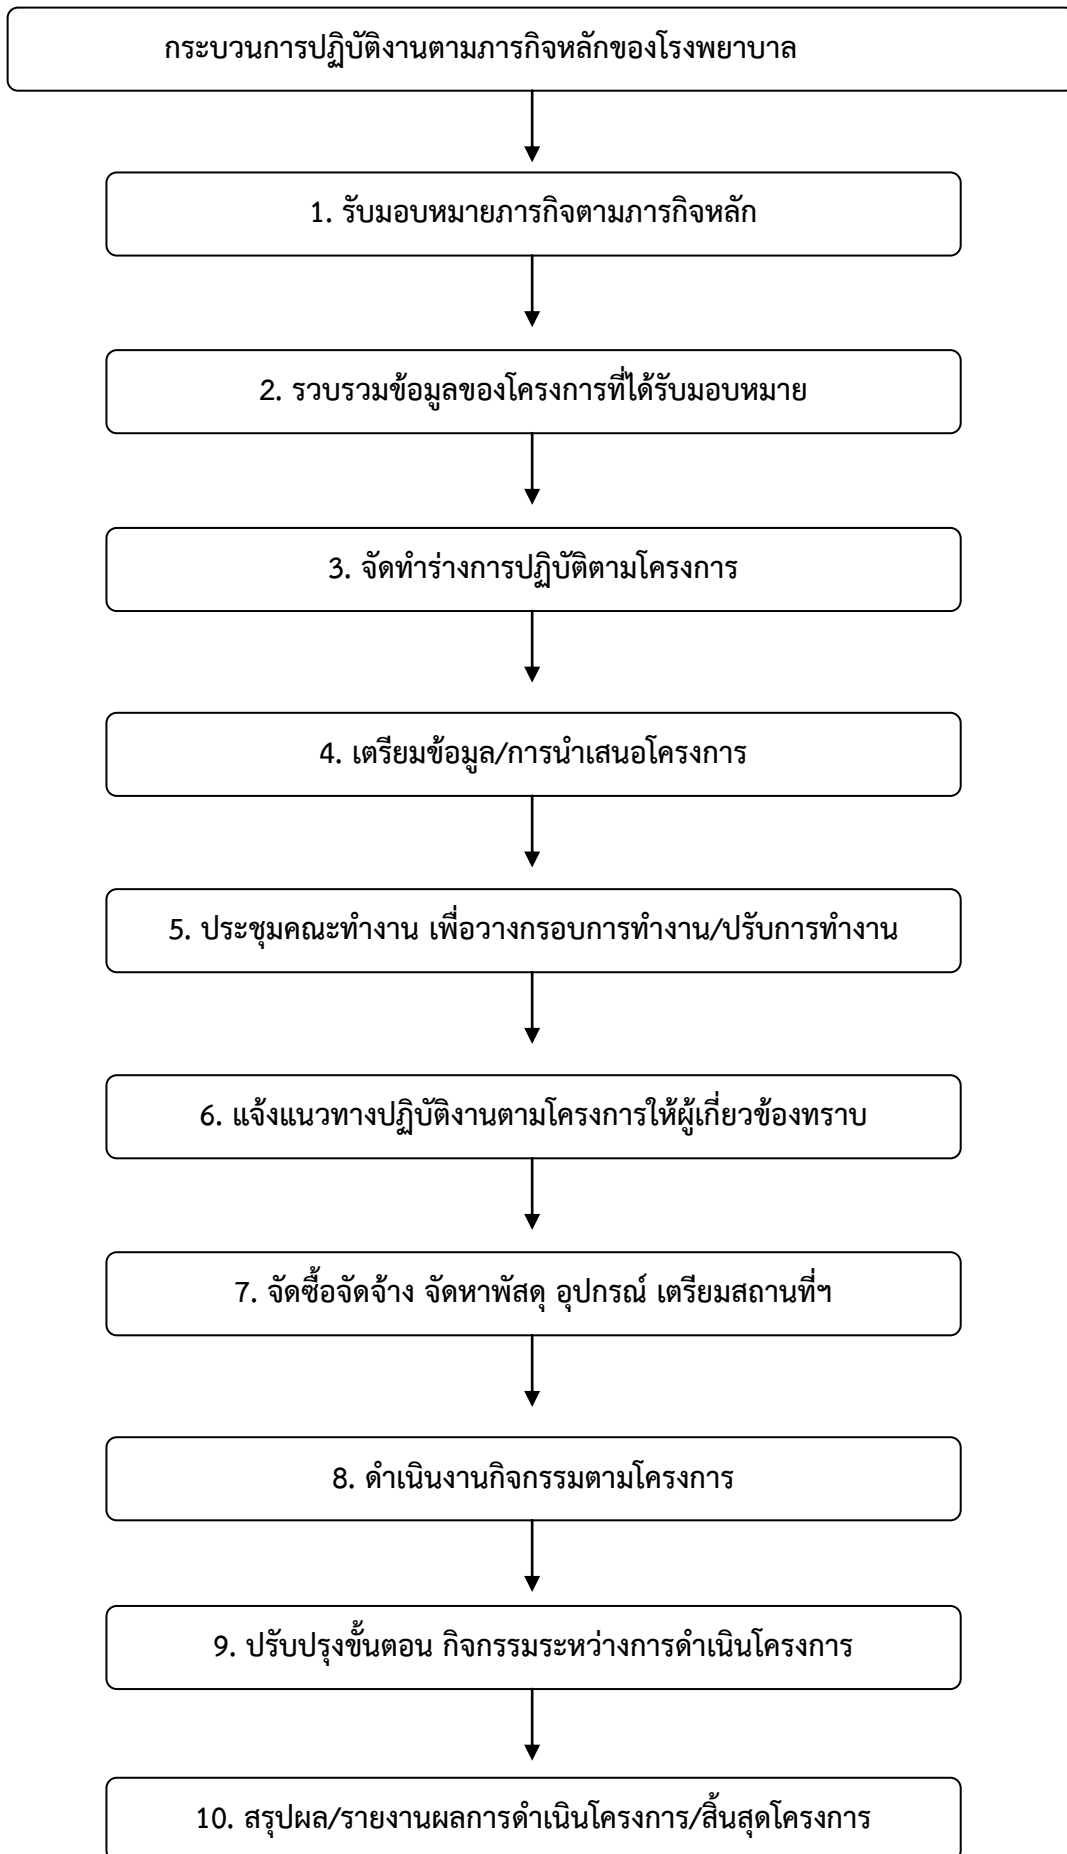 กระบวนการปฏิบัติงานตามภารกิจหลักของโรงพยาบาล
1. รับมอบหมายภารกิจตามภารกิจหลัก
2. รวบรวมข้อมูลของโครงการที่ได้รับมอบหมาย
3. จัดทำร่างการปฏิบัติตามโครงการ
4. เตรียมข้อมูล/การนำเสนอโครงการ
5. ประชุมคณะทำงาน เพื่อวางกรอบการทำงาน/ปรับการทำงาน
6. แจ้งแนวทางปฏิบัติงานตามโครงการให้ผู้เกี่ยวข้องทราบ
7. จัดซื้อจัดจ้าง จัดหาพัสดุ อุปกรณ์ เตรียมสถานที่ฯ
8. ดำเนินงานกิจกรรมตามโครงการ
9. ปรับปรุงขั้นตอน กิจกรรมระหว่างการดำเนินโครงการ
10. สรุปผล/รายงานผลการดำเนินโครงการ/สิ้นสุดโครงการ